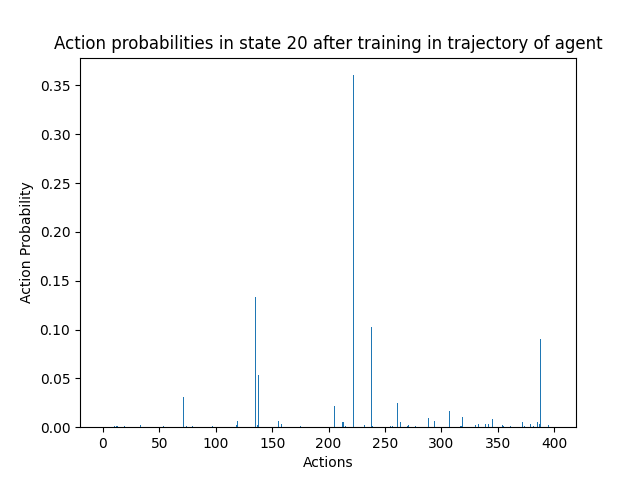 Action probabilities in state 20 after training in trajectory of agent
0.35
0.30
0.25
0.20
0.15
0.10
0.05
0.00
Action Probability
0 50 100 150 200 250 300 350 400
Actions